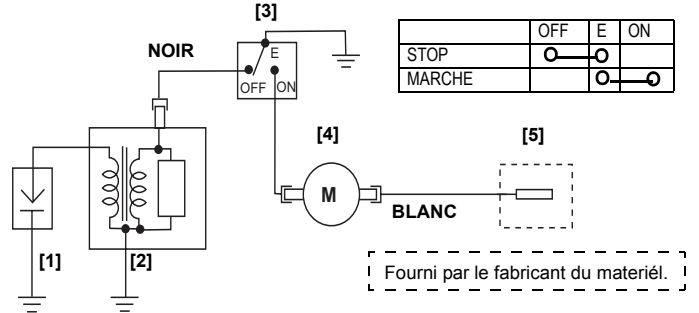 [3]
OFF E ON
STOP
MARCHE
NOIR
E
OFF ON
[4]
[5]
M
BLANC
[1]
[2]
Fourni par le fabricant du materiél.